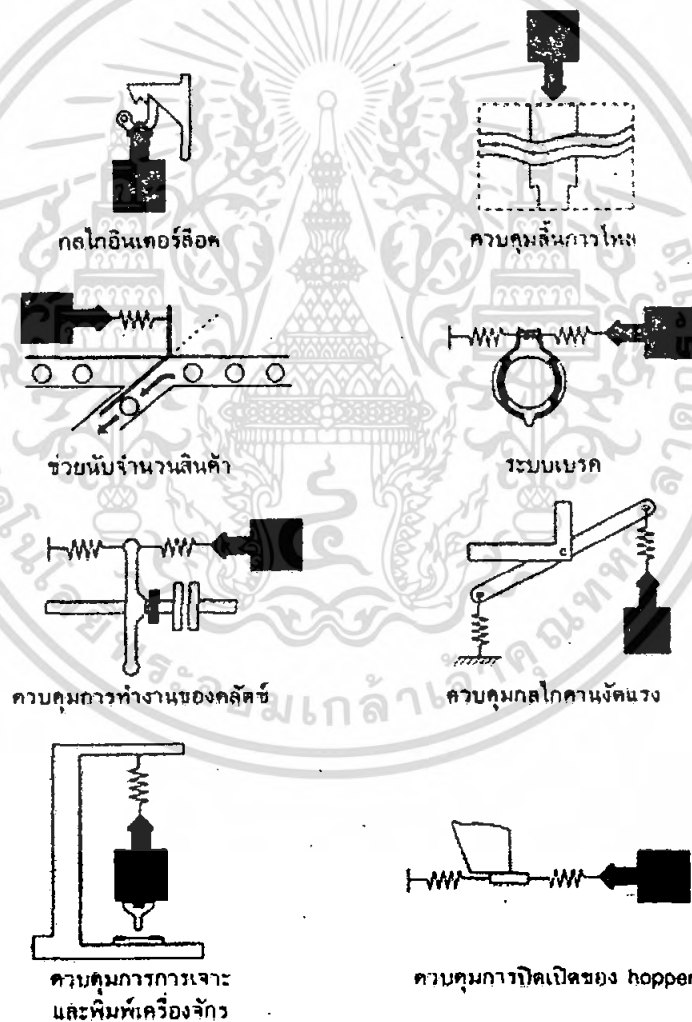 กลไกอินเตอร์ล๊อค
ควบคุมลิ้นการไหล
ช่วยนับจำนวนสินค้า
ระบบเบรค
ควบคุมการทำงานของคลัตช์
ควบคุมกลไกคานงัดแรง
ควบคุมการการเจาะ
และพิมพ์เครื่องจักร
ควบคุมการปิดเปิดของ hopper